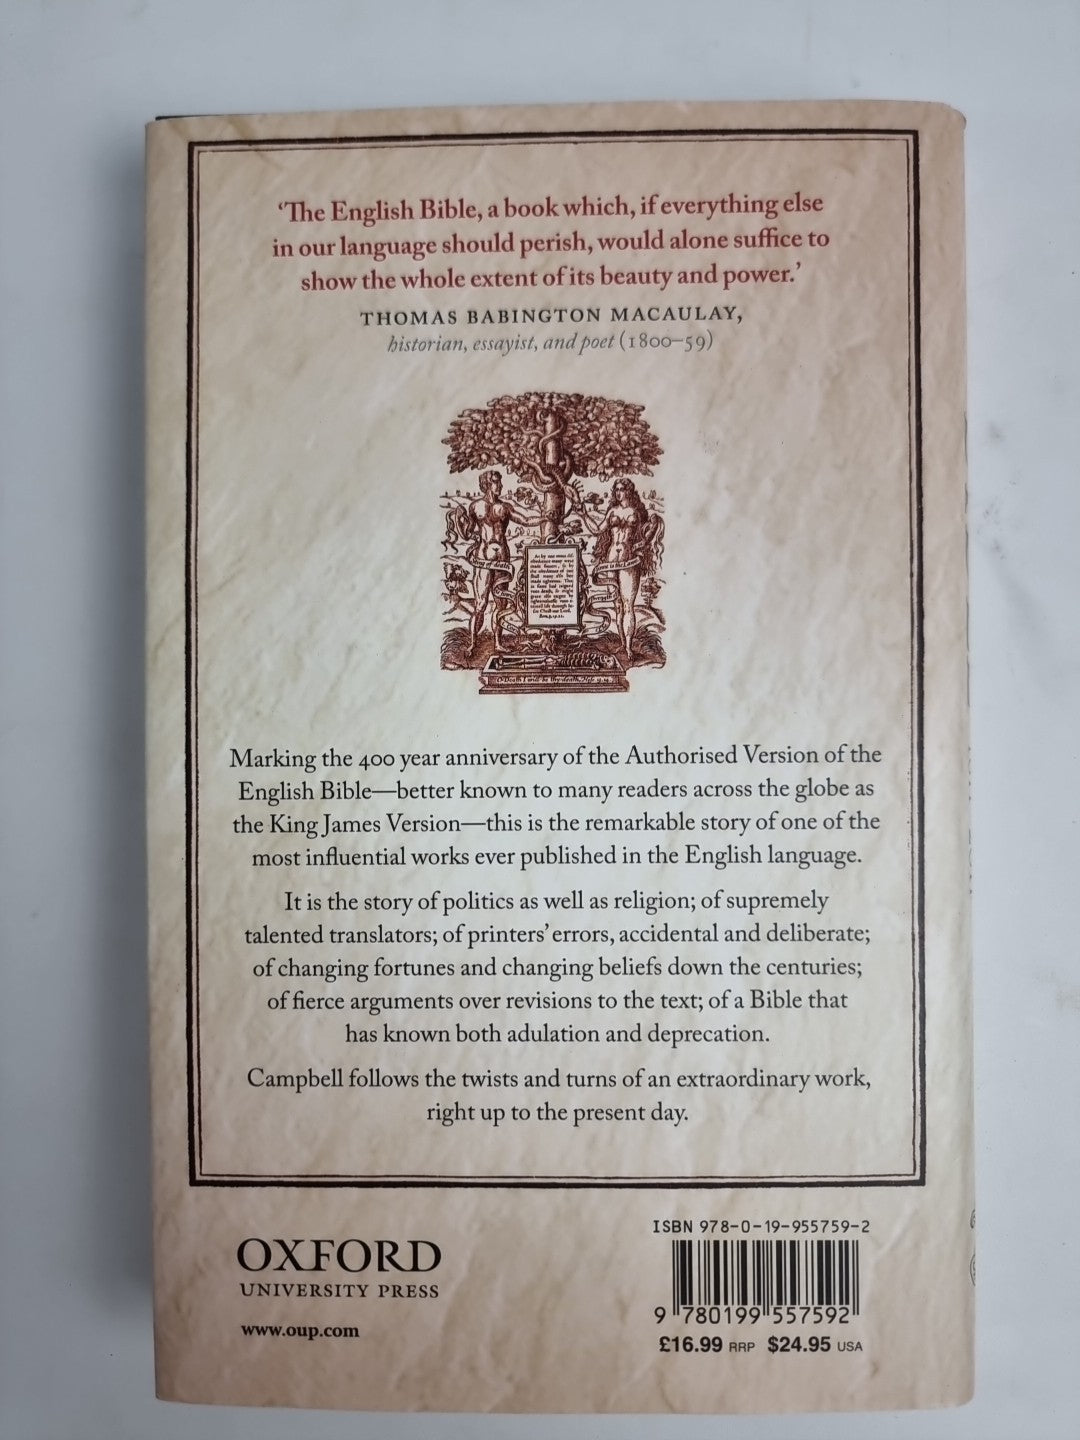 ‘The English Bible, a book which, if everything else
in our language should perish, would alone suffice to
show the whole extent of its beauty and power.’
THOMAS BABINGTON MACAULAY,
historian, essayist, and poet (1800–59)
Marking the 400 year anniversary of the Authorised Version of the
English Bible—better known to many readers across the globe as
the King James Version—this is the remarkable story of one of the
most influential works ever published in the English language.
It is the story of politics as well as religion; of supremely
talented translators; of printers’ errors, accidental and deliberate;
of changing fortunes and changing beliefs down the centuries;
of fierce arguments over revisions to the text; of a Bible that
has known both adulation and deprecation.
Campbell follows the twists and turns of an extraordinary work,
right up to the present day.
OXFORD
UNIVERSITY PRESS
www.oup.com
ISBN 978-0-19-955759-2
9 780199 557592
£16.99 RRP $24.95 USA